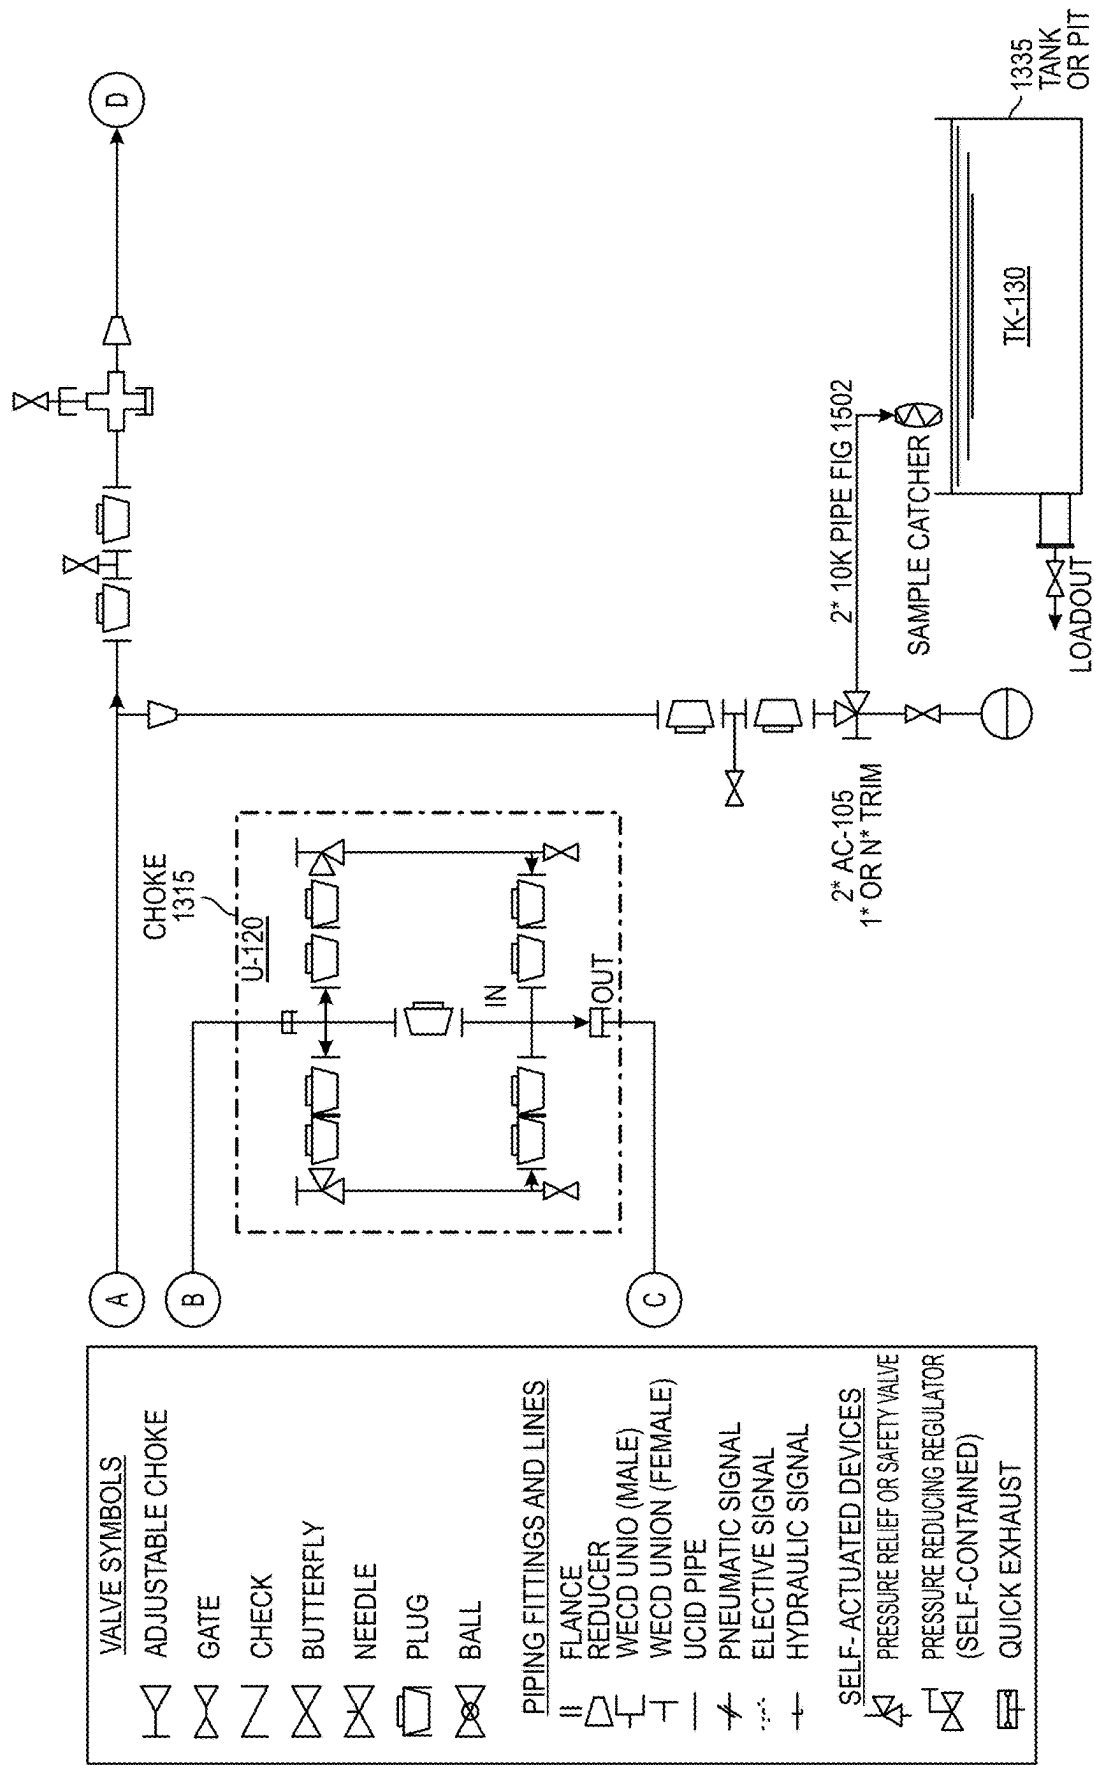 VALVE SYMBOLS
ADJUSTABLE CHOKE
GATE
CHECK
BUTTERFLY
NEEDLE
PLUG
BALL
PIPING FITTINGS AND LINES
FLANCE
REDUCER
WECD UNIO (MALE)
WECD UNION (FEMALE)
UCID PIPE
PNEUMATIC SIGNAL
ELECTIVE SIGNAL
HYDRAULIC SIGNAL
SELF- ACTUATED DEVICES
PRESSURE RELIEF OR SAFETY VALVE
PRESSURE REDUCING REGULATOR
(SELF-CONTAINED)
QUICK EXHAUST
A
B
C
D
CHOKE
1315
U-120
IN
OUT
2* AC-105
1* OR N* TRIM
2* 10K PIPE FIG 1502
SAMPLE CATCHER
LOADOUT
TK-130
1335
TANK
OR PIT